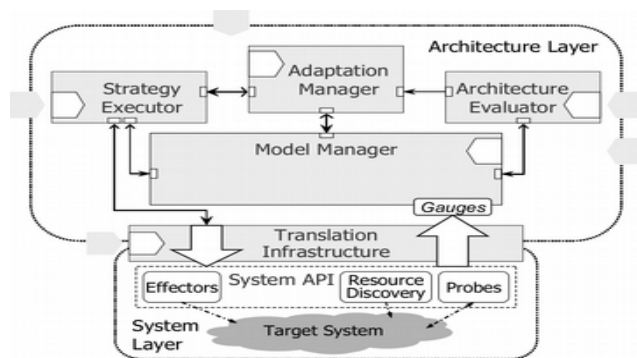 Architecture Layer
Strategy
Executor
Adaptation
Manager
Architecture
Evaluator
Model Manager
Gauges
Translation
Infrastructure
System API
Effectors
Resource
Discovery
Probes
System
Layer
Target System